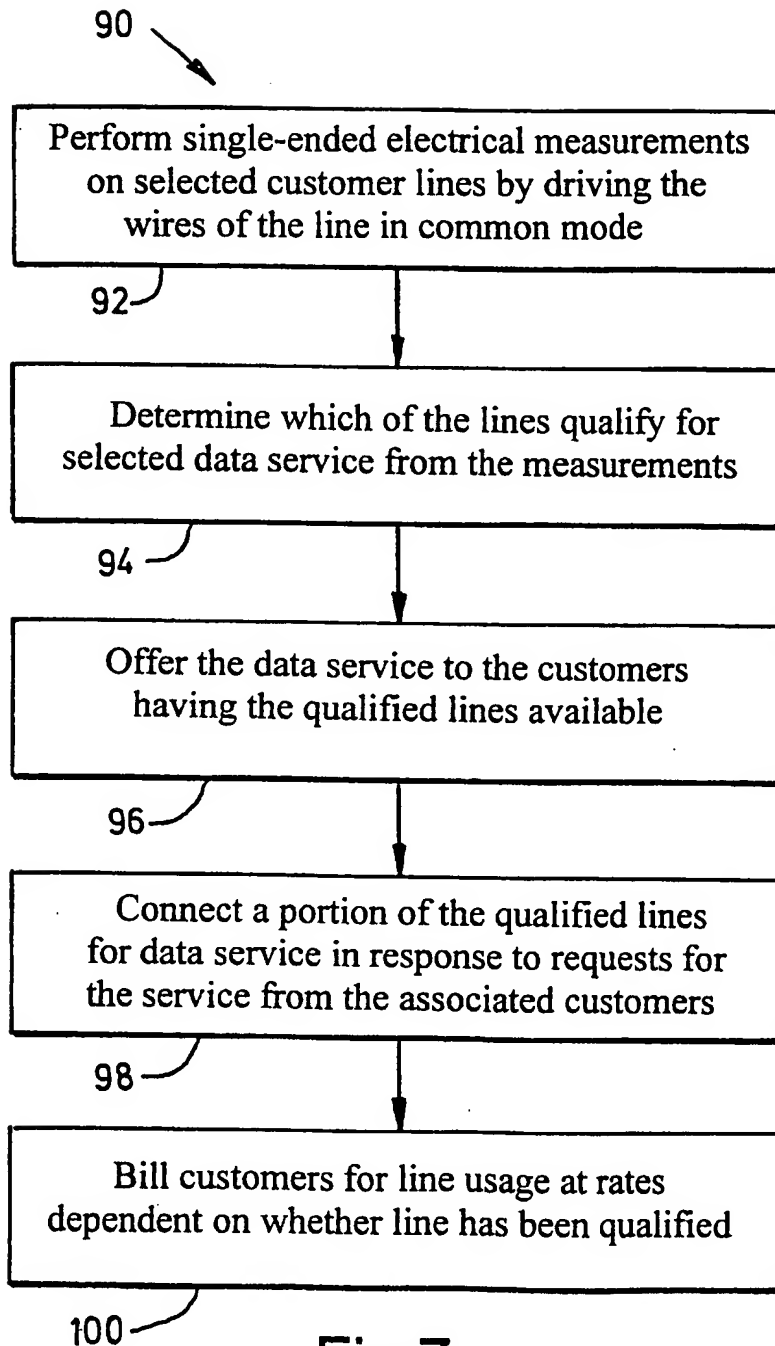 90
Perform single-ended electrical measurements
on selected customer lines by driving the
wires of the line in common mode
92
Determine which of the lines qualify for
selected data service from the measurements
94
Offer the data service to the customers
having the qualified lines available
96
Connect a portion of the qualified lines
for data service in response to requests for
the service from the associated customers
98
Bill customers for line usage at rates
dependent on whether line has been qualified
100